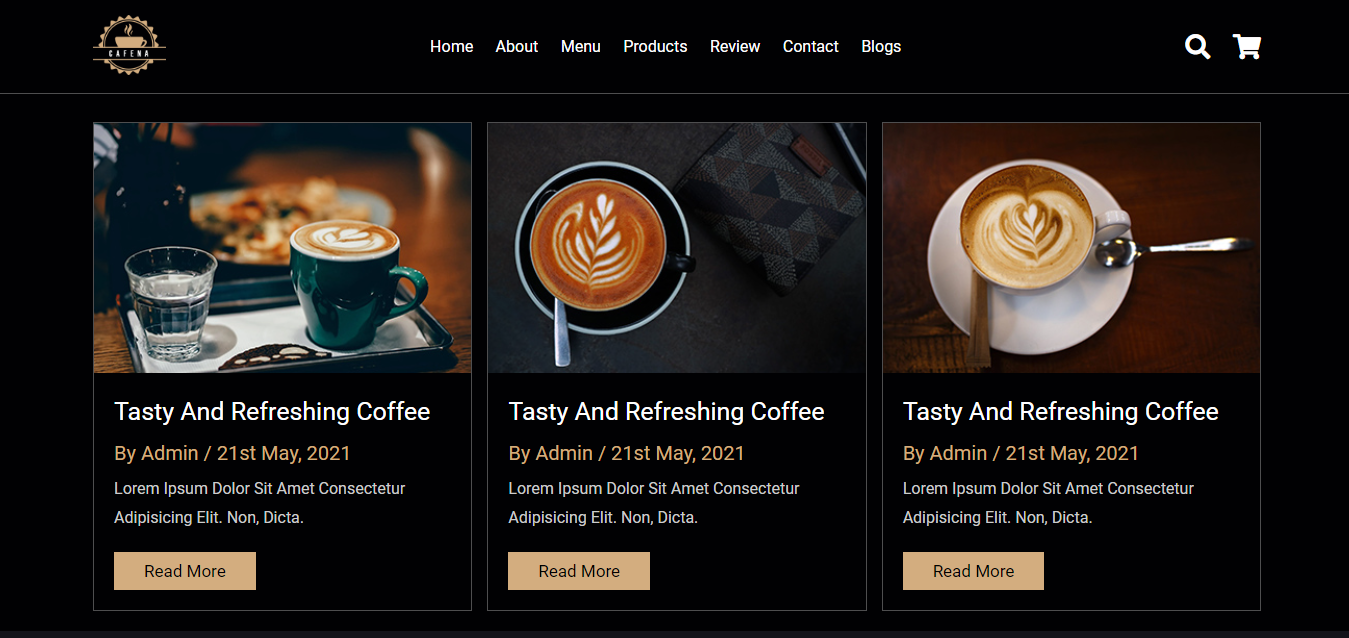 CAFENA
Home About Menu Products Review Contact Blogs
Tasty And Refreshing Coffee
By Admin / 21st May, 2021
Lorem Ipsum Dolor Sit Amet Consectetur
Adipisicing Elit. Non, Dicta.
Read More
Tasty And Refreshing Coffee
By Admin / 21st May, 2021
Lorem Ipsum Dolor Sit Amet Consectetur
Adipisicing Elit. Non, Dicta.
Read More
Tasty And Refreshing Coffee
By Admin / 21st May, 2021
Lorem Ipsum Dolor Sit Amet Consectetur
Adipisicing Elit. Non, Dicta.
Read More